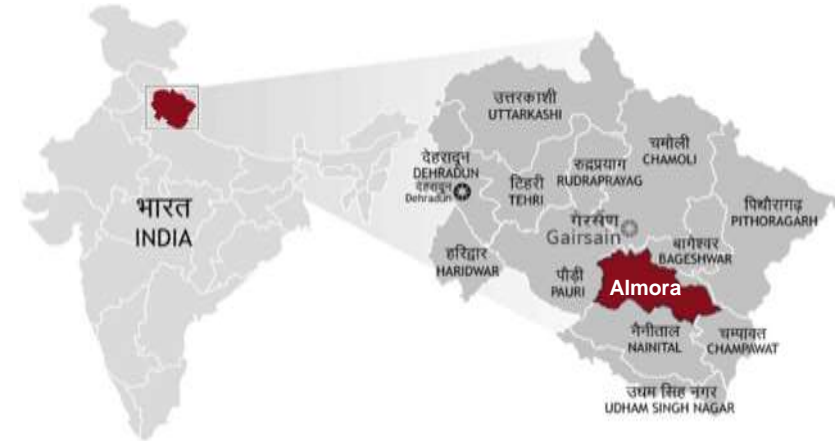 भारत
INDIA
उत्तरकाशी
UTTARKASHI
चमोली
CHAMOLI
देहरादून
DEHRADUN
देहरादून
Dehradun
टिहरी
TEHRI
रुद्रप्रयाग
RUDRAPRAYAG
पिथौरागढ़
PITHORAGARH
गैरसैंण
Gairsain
बागेश्वर
BAGESHWAR
हरिद्वार
HARIDWAR
पौड़ी
PAURI
Almora
नैनीताल
NAINITAL
चम्पावत
CHAMPAWAT
उधम सिंह नगर
UDHAM SINGH NAGAR